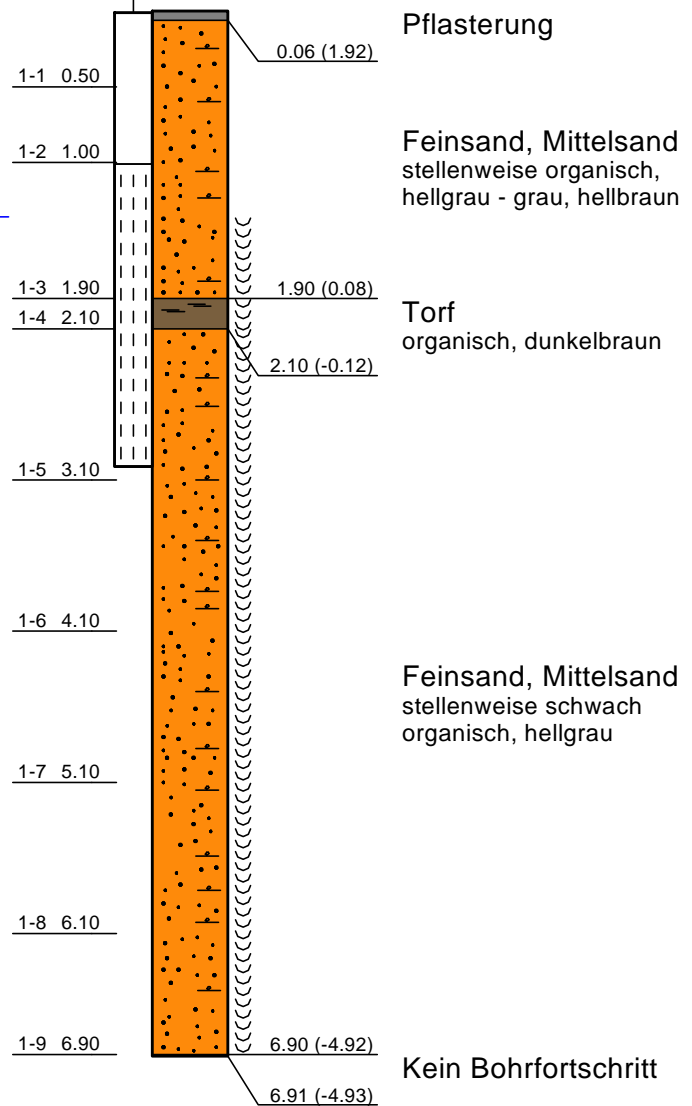 Pflasterung
0.06 (1.92)
1-1 0.50
Feinsand, Mittelsand
stellenweise organisch,
hellgrau - grau, hellbraun
1-2 1.00
1-3 1.90
1.90 (0.08)
Torf
organisch, dunkelbraun
1-4 2.10
2.10 (-0.12)
1-5 3.10
1-6 4.10
Feinsand, Mittelsand
stellenweise schwach
organisch, hellgrau
1-7 5.10
1-8 6.10
1-9 6.90
6.90 (-4.92)
Kein Bohrfortschritt
6.91 (-4.93)